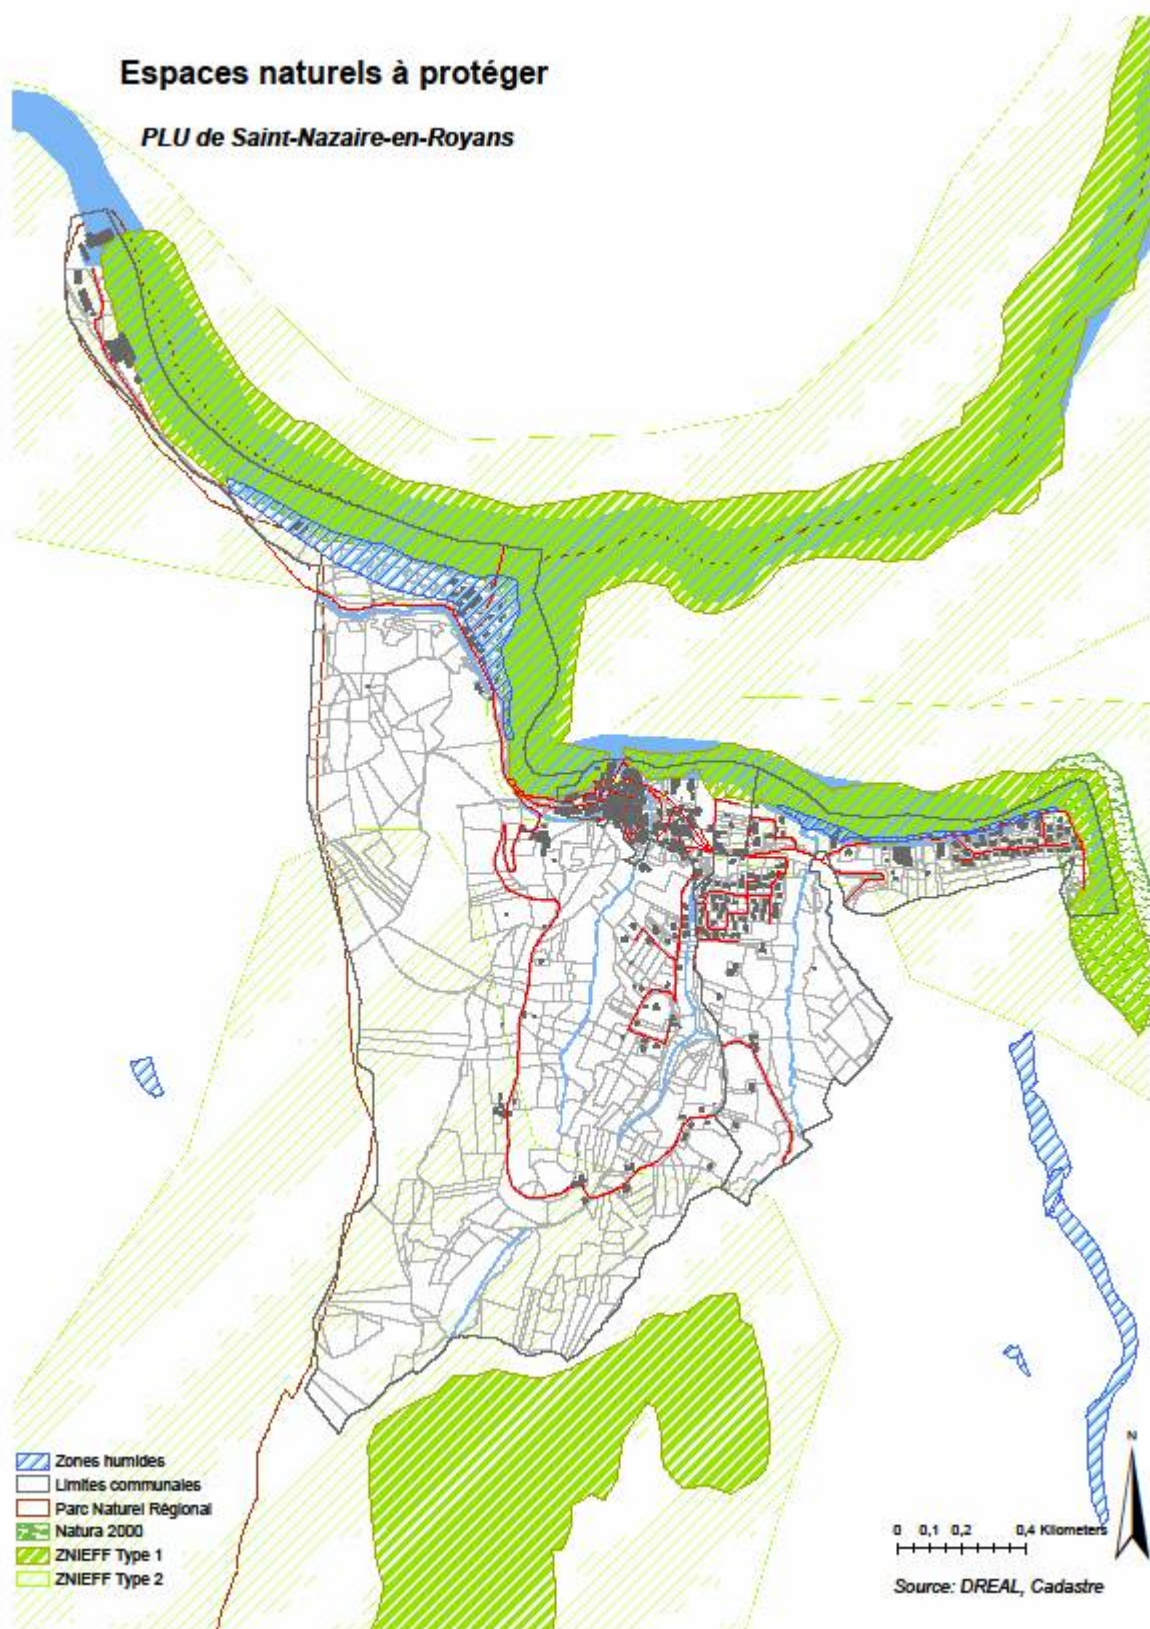 Espaces naturels à protéger
PLU de Saint-Nazaire-en-Royans
Zones humides
Limites communales
Parc Naturel Régional
Natura 2000
ZNIEFF Type 1
ZNIEFF Type 2
N
0 0,1 0,2 0,4 Kilometers
Source: DREAL, Cadastre